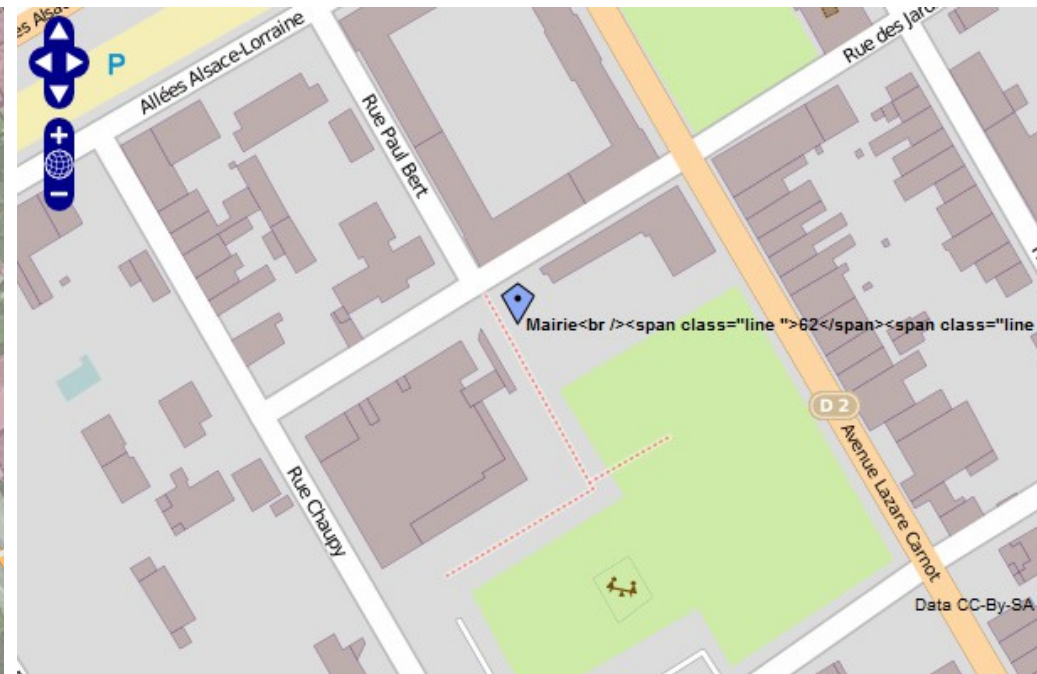 P
Allées Alsace-Lorraine
Rue Paul Bert
Rue des
Mairie<br /><span class="line ">62</span><span class="line
D 2
Avenue Lazare Carnot
Rue Chaupy
Data CC-By-SA